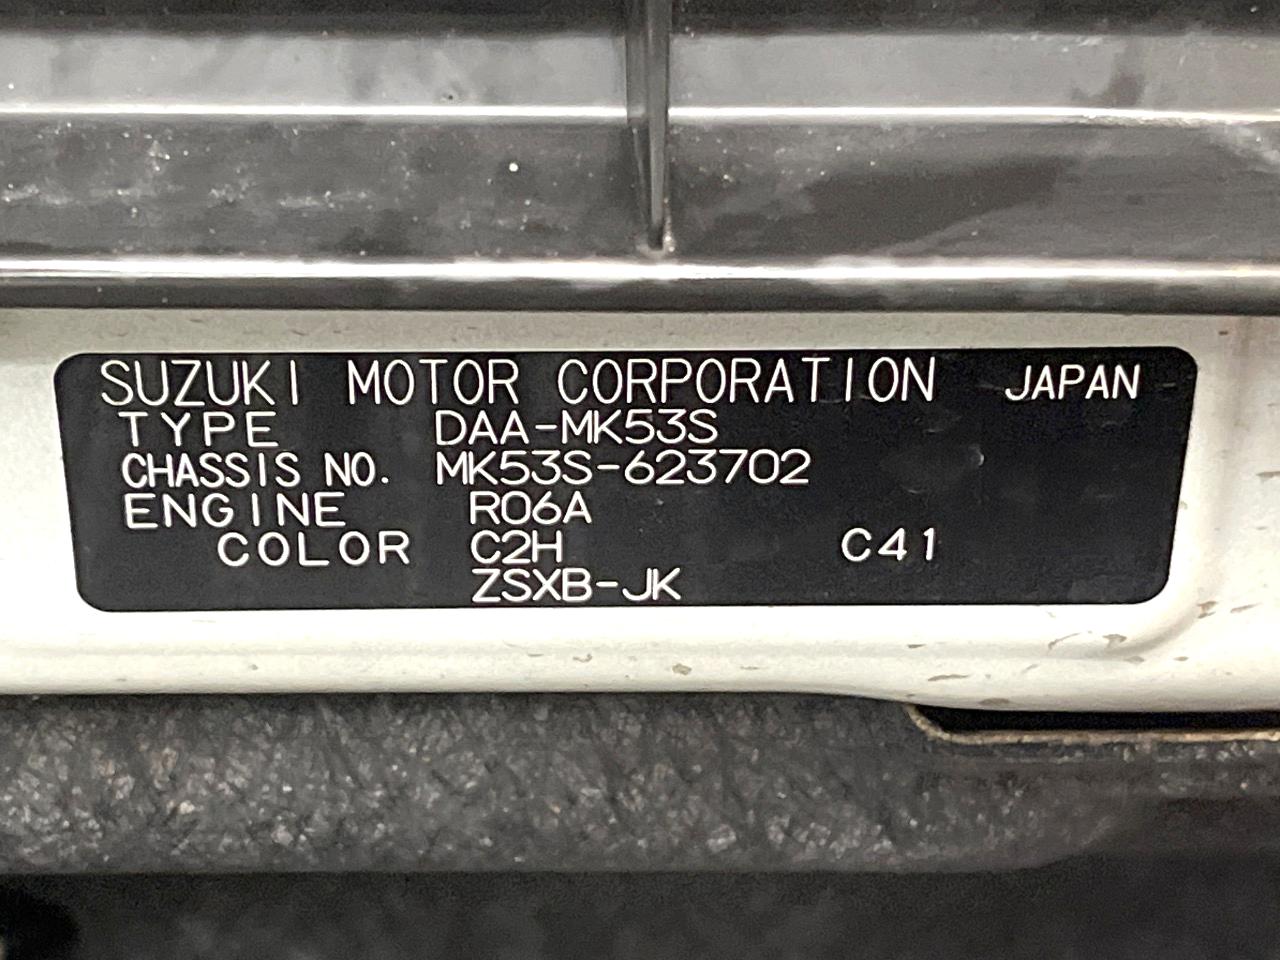 SUZUKI MOTOR CORPORATION JAPAN
TYPE DAA-MK53S
CHASSIS NO. MK53S-623702
ENGINE R06A
COLOR C2H C41
ZSXB-JK